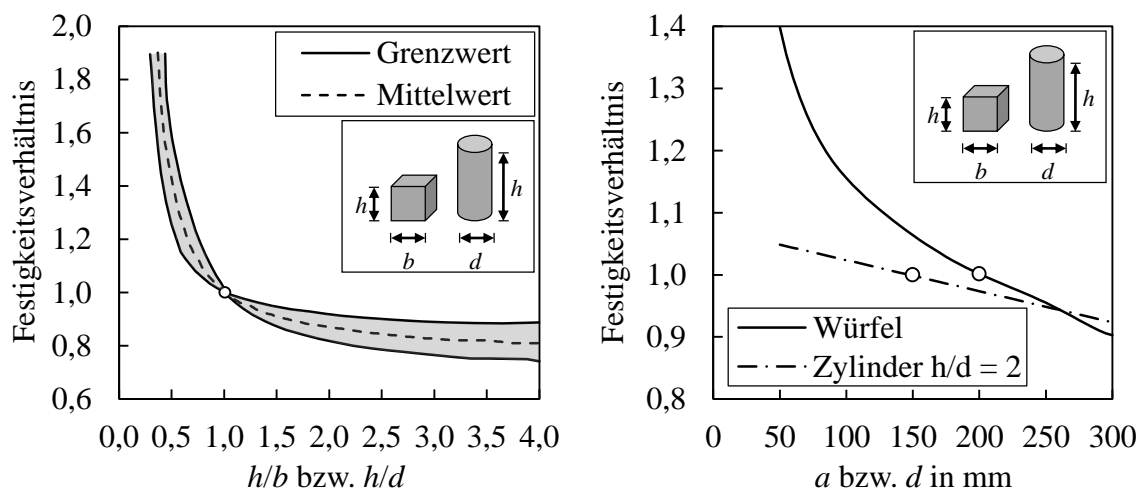 Festigkeitsverhältnis
2,0
1,8
1,6
1,4
1,2
1,0
0,8
0,6
Grenzwert
Mittelwert
h
h
b
d
0,0 0,5 1,0 1,5 2,0 2,5 3,0 3,5 4,0
h/b bzw. h/d
Festigkeitsverhältnis
1,4
1,3
1,2
1,1
1,0
0,9
0,8
h
h
b
d
Würfel
Zylinder h/d = 2
0 50 100 150 200 250 300
a bzw. d in mm